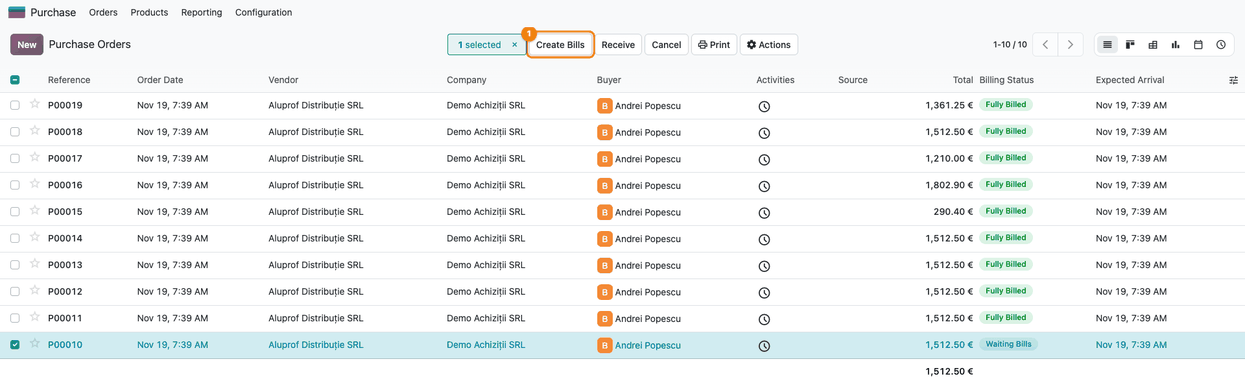 Purchase Orders Products Reporting Configuration
New Purchase Orders 1 selected × 1 Create Bills Receive Cancel Print Actions 1-10 / 10
Reference Order Date Vendor Company Buyer Activities Source Total Billing Status Expected Arrival
P00019 Nov 19, 7:39 AM Aluprof Distribuție SRL Demo Achiziții SRL B Andrei Popescu 1,361.25 € Fully Billed Nov 19, 7:39 AM
P00018 Nov 19, 7:39 AM Aluprof Distribuție SRL Demo Achiziții SRL B Andrei Popescu 1,512.50 € Fully Billed Nov 19, 7:39 AM
P00017 Nov 19, 7:39 AM Aluprof Distribuție SRL Demo Achiziții SRL B Andrei Popescu 1,210.00 € Fully Billed Nov 19, 7:39 AM
P00016 Nov 19, 7:39 AM Aluprof Distribuție SRL Demo Achiziții SRL B Andrei Popescu 1,802.90 € Fully Billed Nov 19, 7:39 AM
P00015 Nov 19, 7:39 AM Aluprof Distribuție SRL Demo Achiziții SRL B Andrei Popescu 290.40 € Fully Billed Nov 19, 7:39 AM
P00014 Nov 19, 7:39 AM Aluprof Distribuție SRL Demo Achiziții SRL B Andrei Popescu 1,512.50 € Fully Billed Nov 19, 7:39 AM
P00013 Nov 19, 7:39 AM Aluprof Distribuție SRL Demo Achiziții SRL B Andrei Popescu 1,512.50 € Fully Billed Nov 19, 7:39 AM
P00012 Nov 19, 7:39 AM Aluprof Distribuție SRL Demo Achiziții SRL B Andrei Popescu 1,512.50 € Fully Billed Nov 19, 7:39 AM
P00011 Nov 19, 7:39 AM Aluprof Distribuție SRL Demo Achiziții SRL B Andrei Popescu 1,512.50 € Fully Billed Nov 19, 7:39 AM
P00010 Nov 19, 7:39 AM Aluprof Distribuție SRL Demo Achiziții SRL B Andrei Popescu 1,512.50 € Waiting Bills Nov 19, 7:39 AM
1,512.50 €